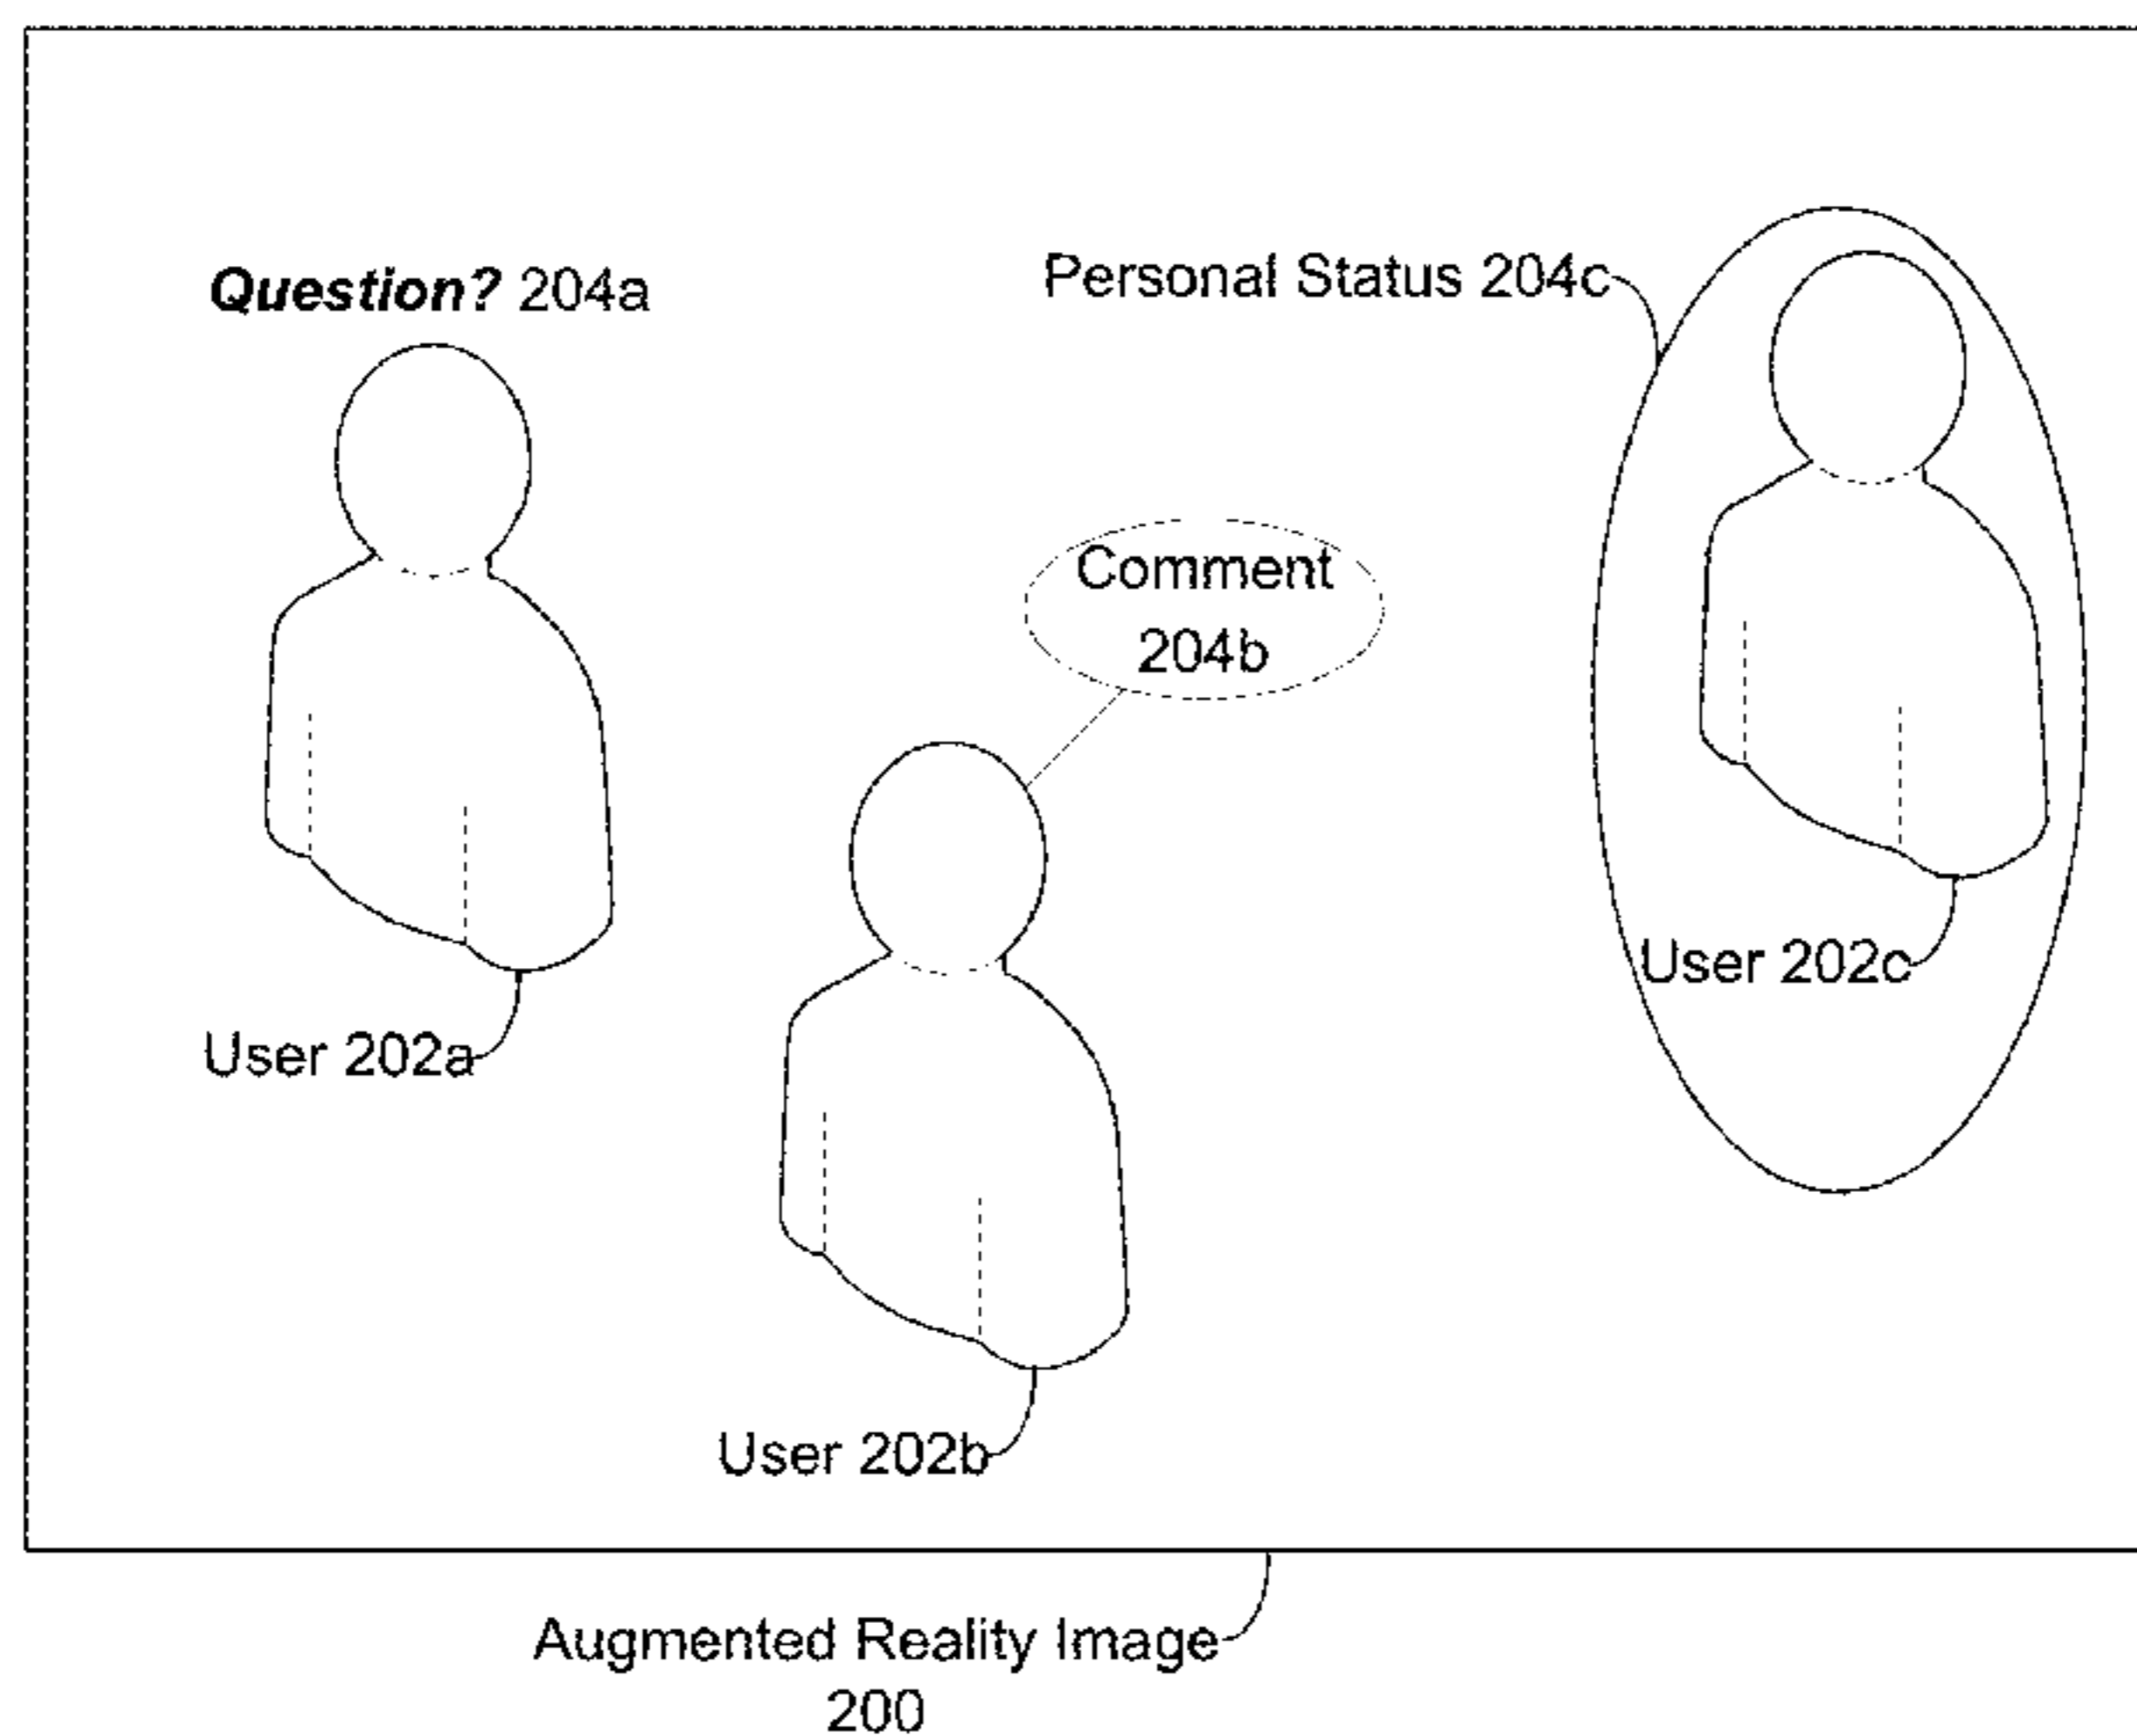 Question? 204a
Personal Status 204c
Comment
204b
User 202c
User 202a
User 202b
Augmented Reality Image
200